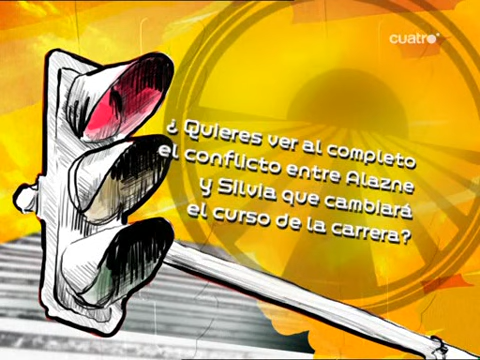 cuatro
¿ Quieres ver al completo
el conflicto entre Alazne
y Silvia que cambiará
el curso de la carrera?